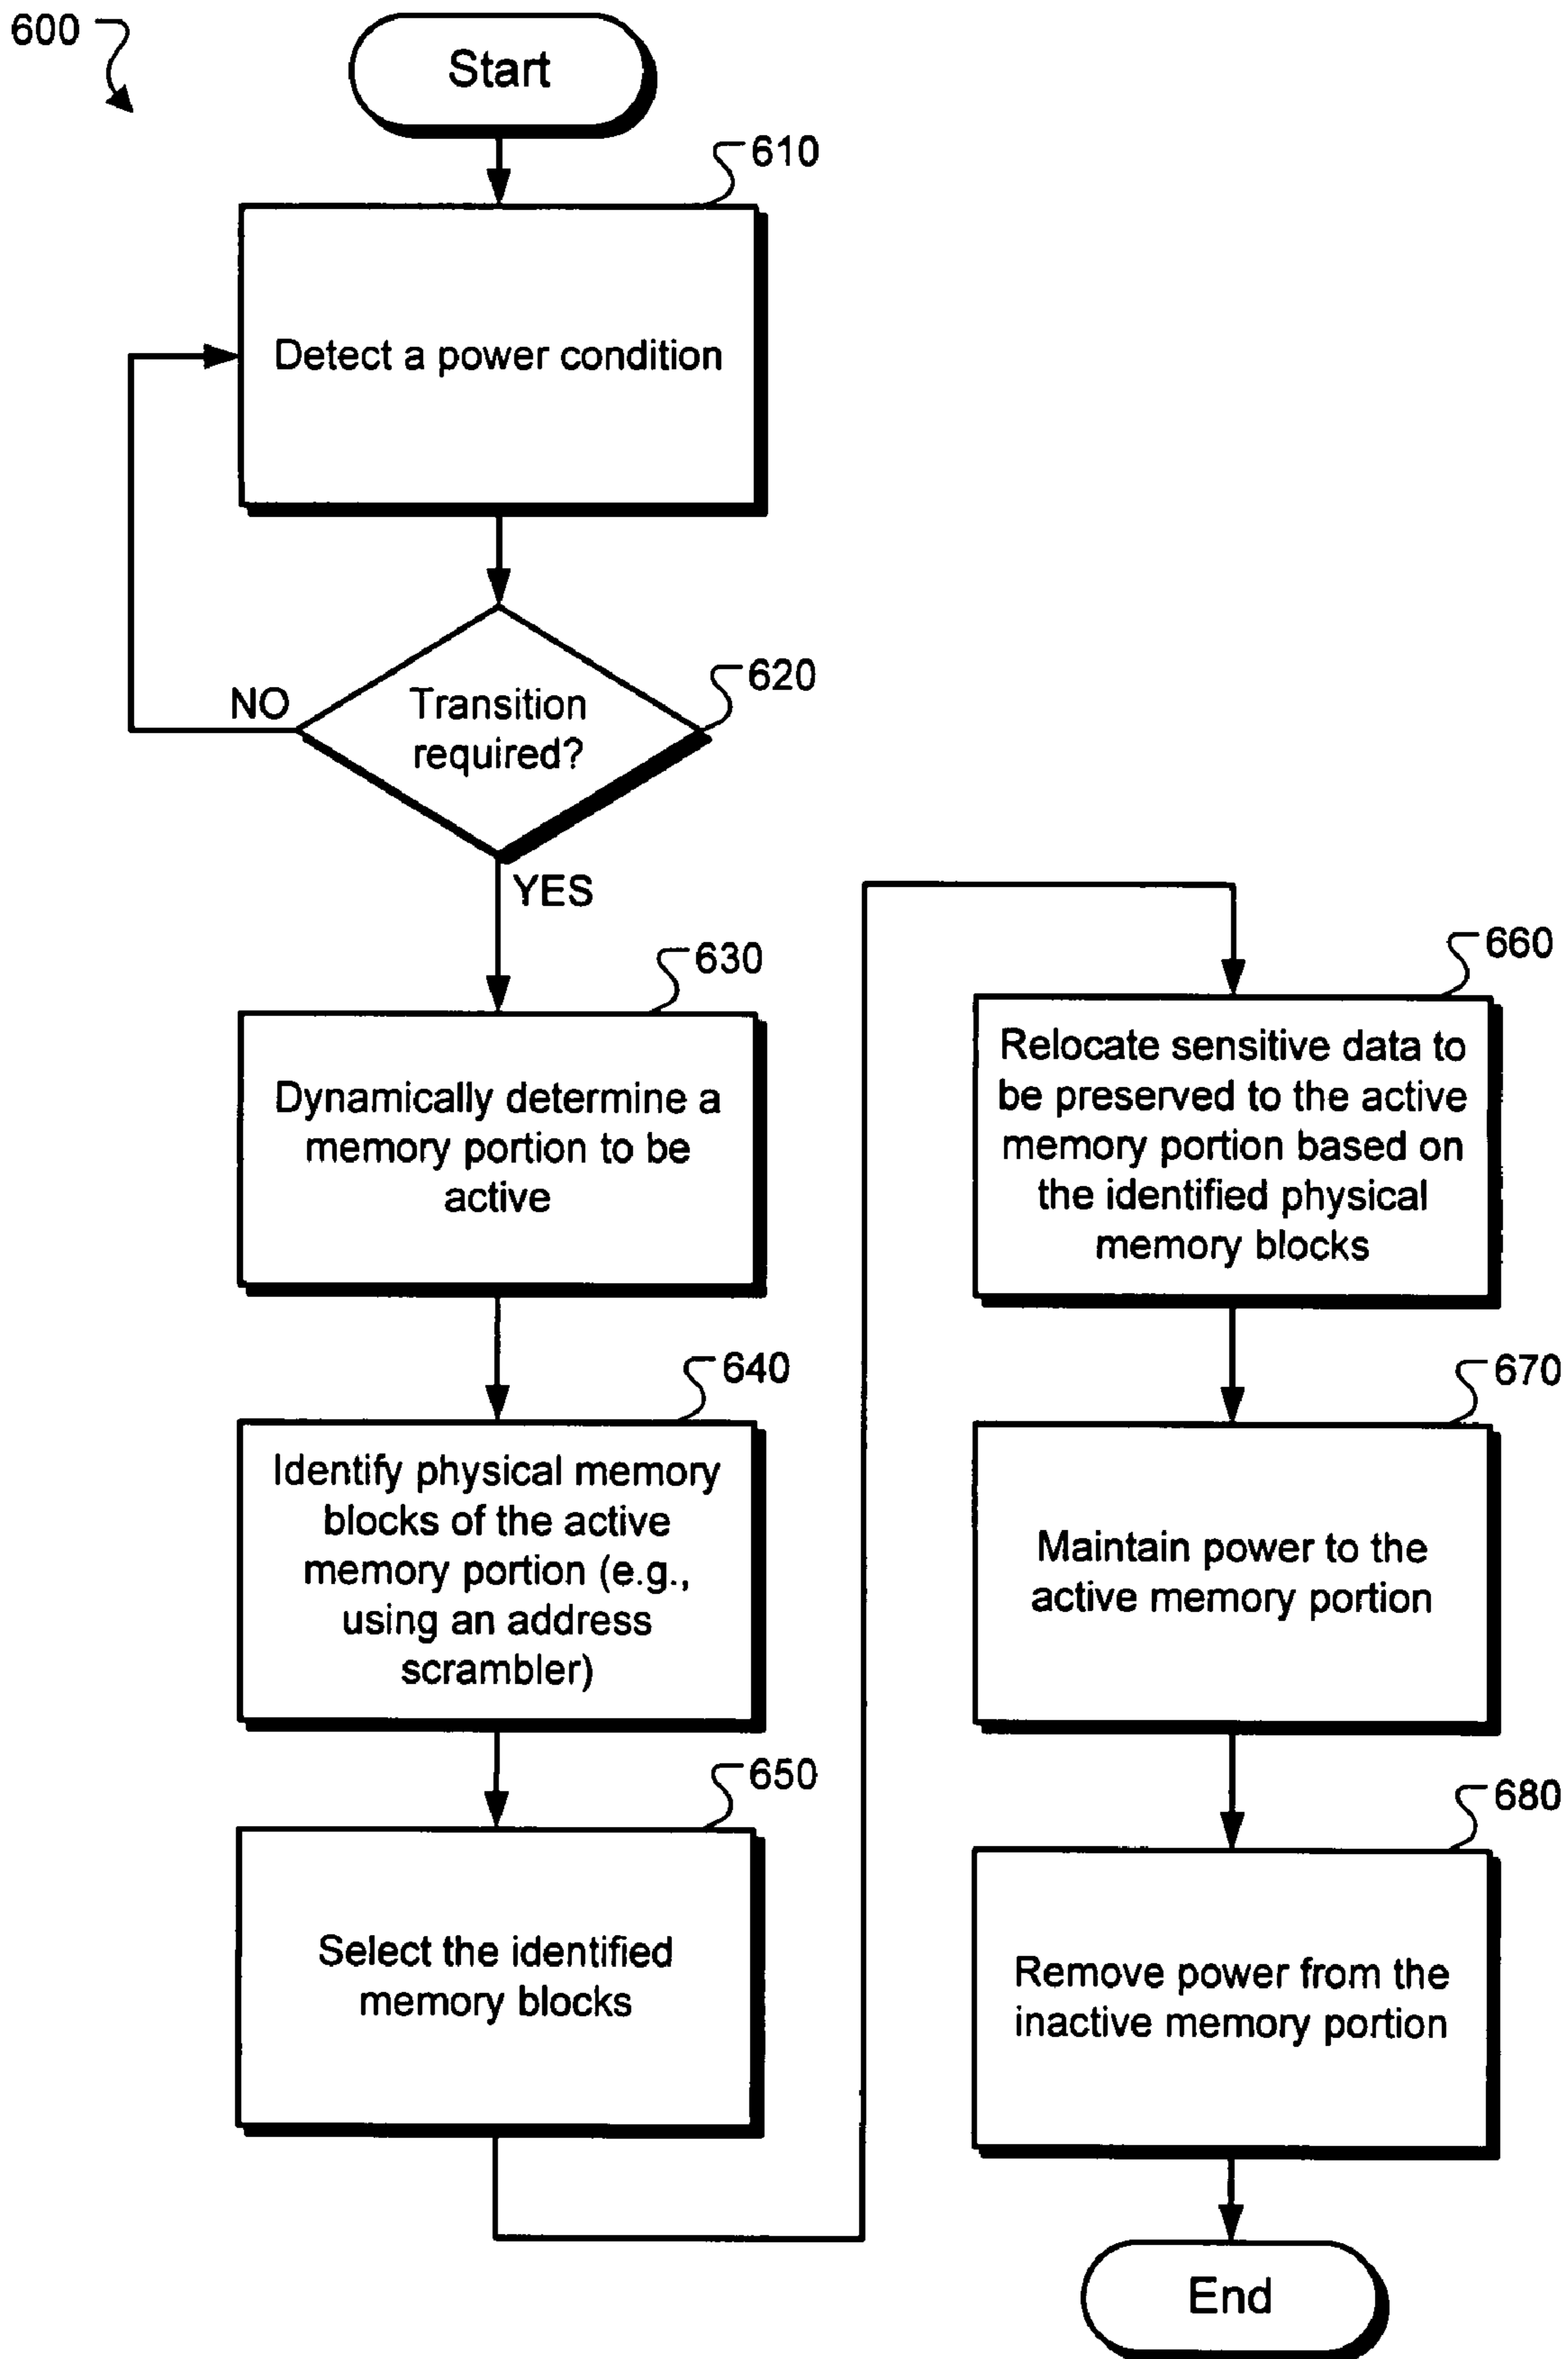 600
Start
610
Detect a power condition
620
Transition
required?
NO
YES
630
Dynamically determine a
memory portion to be
active
640
Identify physical memory
blocks of the active
memory portion (e.g.,
using an address
scrambler)
650
Select the identified
memory blocks
660
Relocate sensitive data to
be preserved to the active
memory portion based on
the identified physical
memory blocks
670
Maintain power to the
active memory portion
680
Remove power from the
inactive memory portion
End